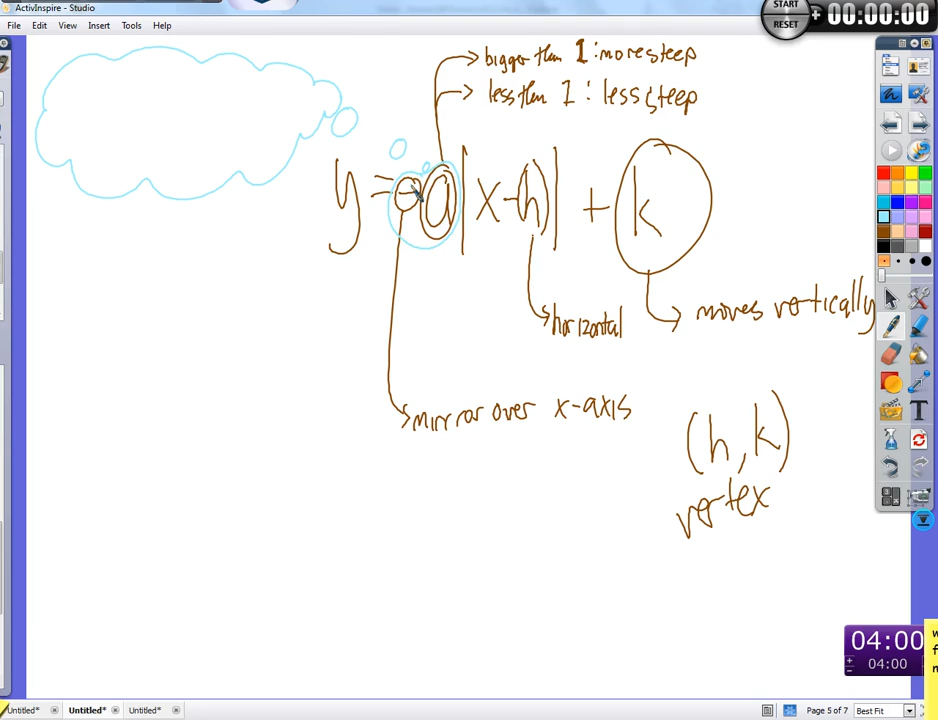 ActivInspire - Studio
START
RESET
00:00:00
File Edit View Insert Tools Help
bigger than 1 : more steep
less than 1 : less steep
y = -a|x-h| + k
horizontal
moves vertically
mirror over x-axis
(h, k)
vertex
04:00
04:00
Untitled* Untitled* Untitled*
Page 5 of 7 Best Fit